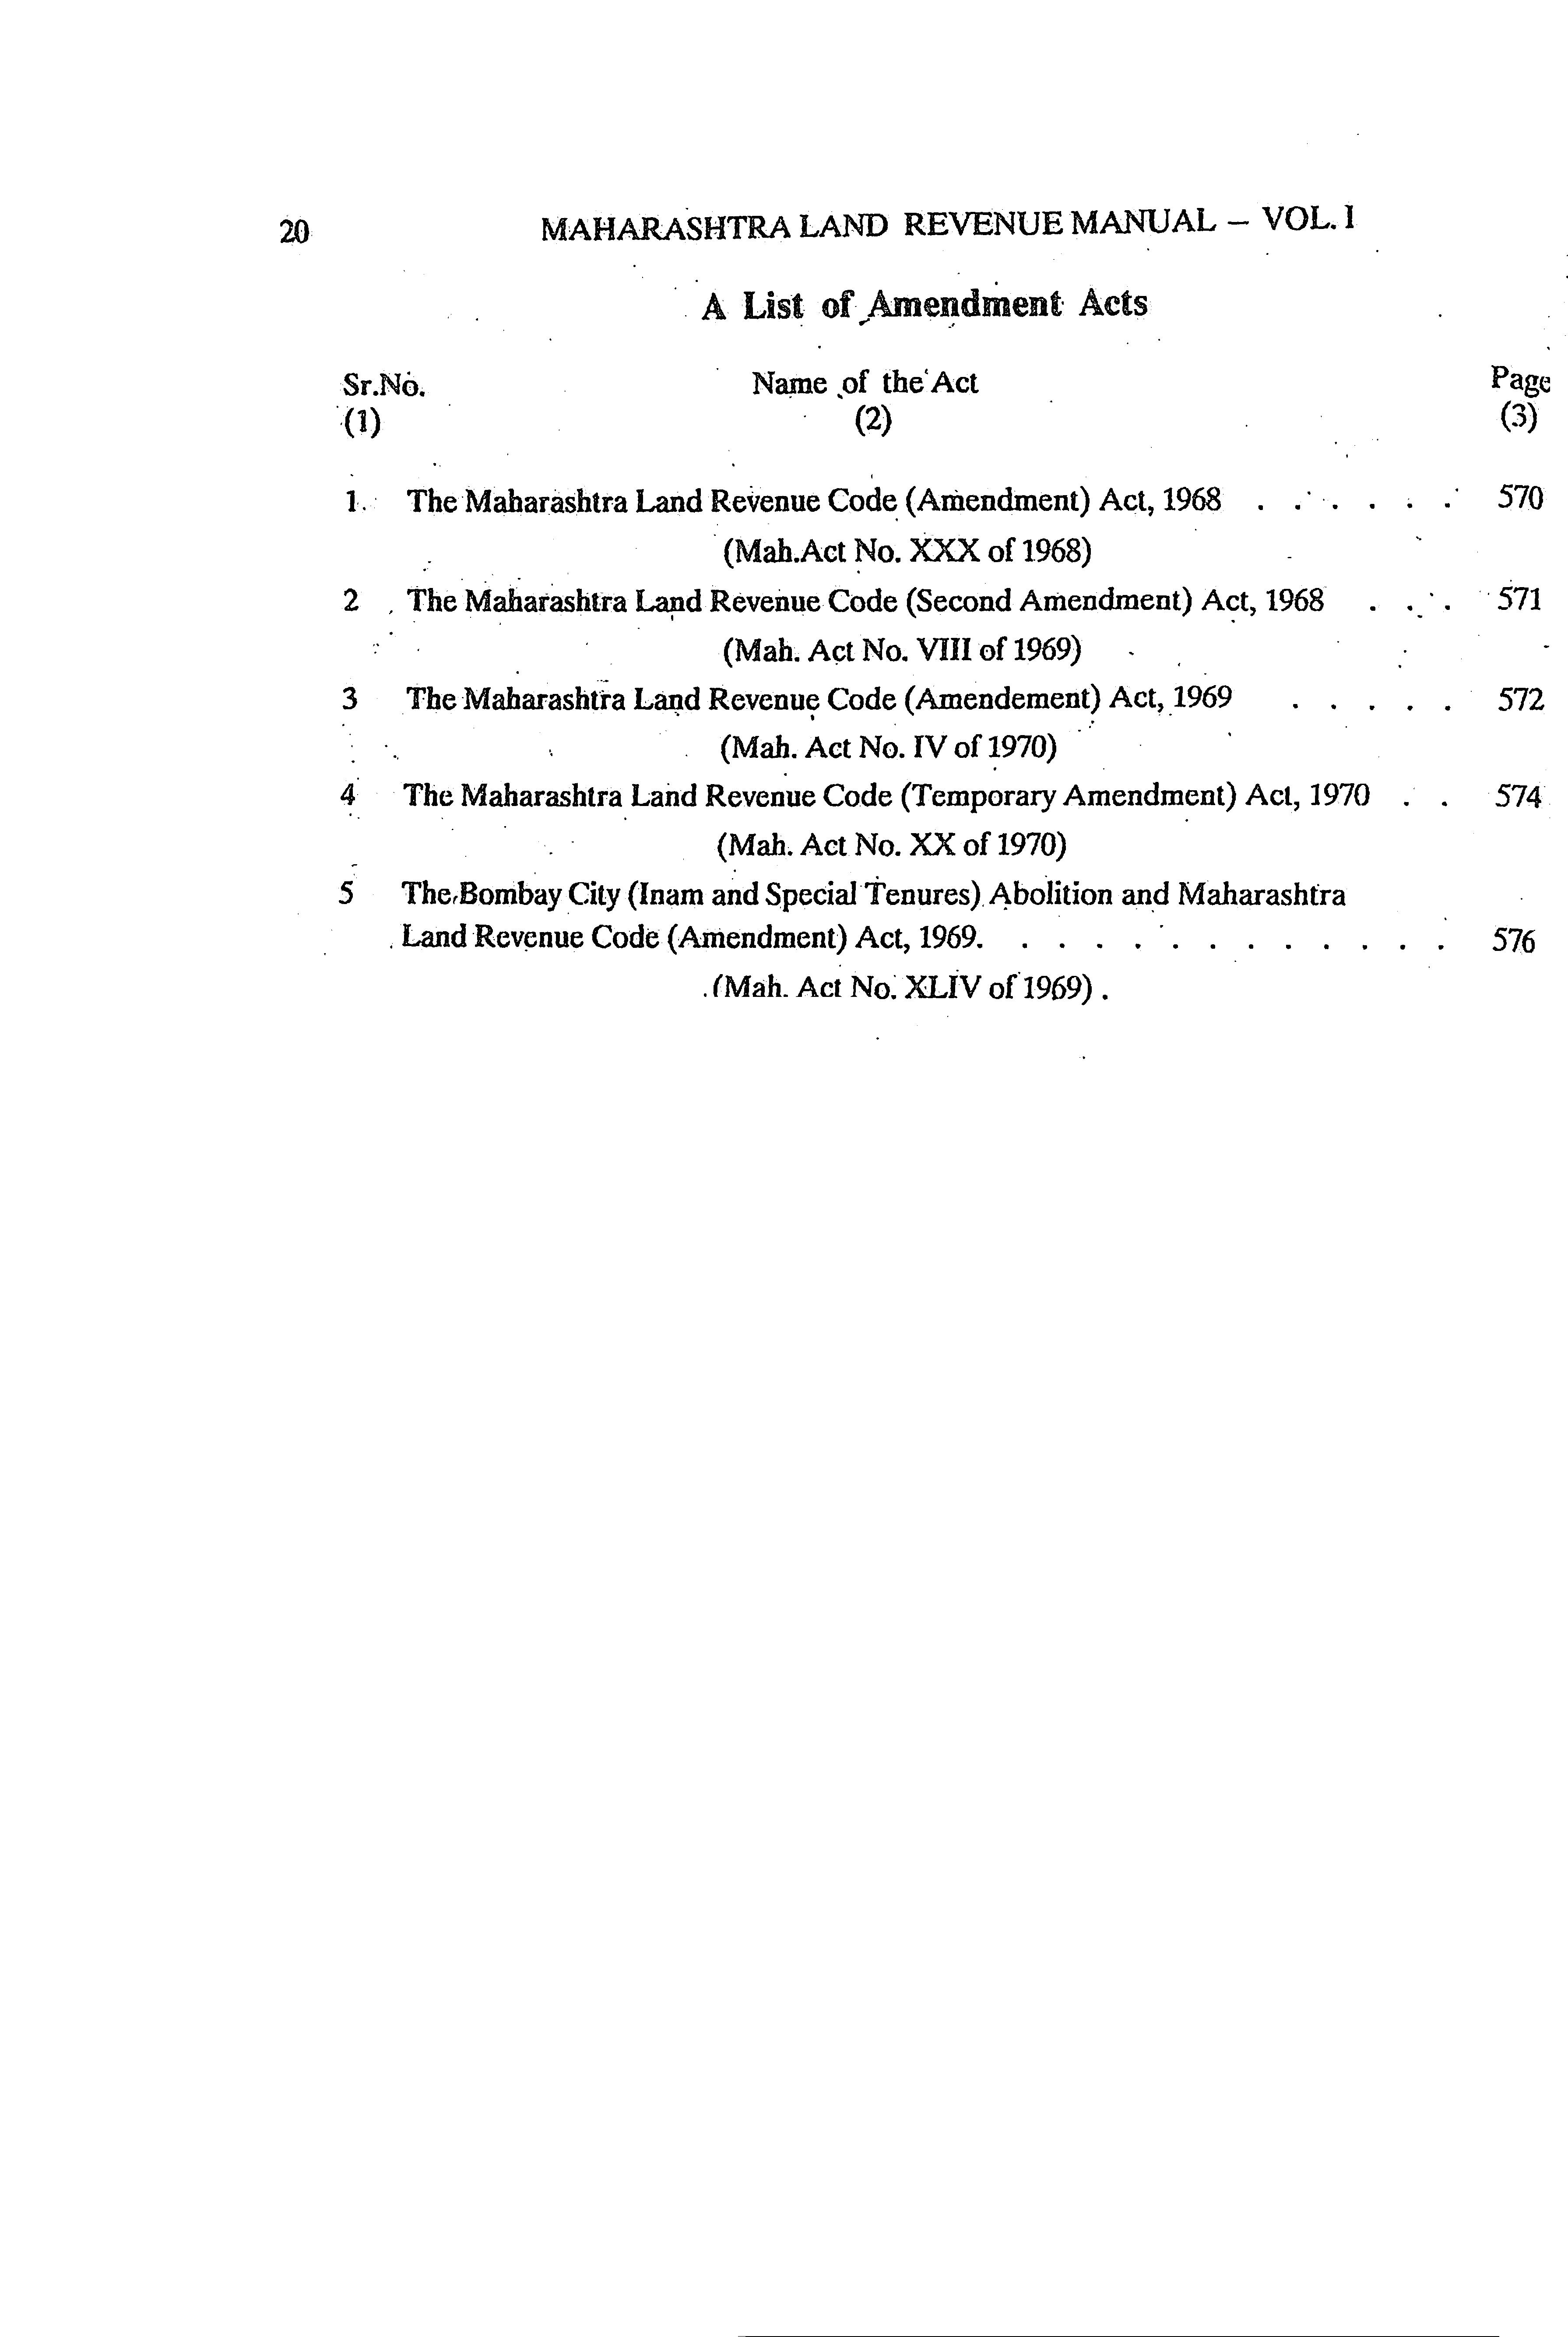 20 MAHARASHTRA LAND REVENUE MANUAL – VOL. I
A List of Amendment Acts
Sr.No. Name of the Act Page
(1) (2) (3)
1. The Maharashtra Land Revenue Code (Amendment) Act, 1968 . . . . . . 570
(Mah.Act No. XXX of 1968)
2 The Maharashtra Land Revenue Code (Second Amendment) Act, 1968 . . . 571
(Mah. Act No. VIII of 1969)
3 The Maharashtra Land Revenue Code (Amendement) Act, 1969 . . . . . 572
(Mah. Act No. IV of 1970)
4 The Maharashtra Land Revenue Code (Temporary Amendment) Act, 1970 . . 574
(Mah. Act No. XX of 1970)
5 The Bombay City (Inam and Special Tenures) Abolition and Maharashtra
Land Revenue Code (Amendment) Act, 1969. . . . . . . . . . . . . 576
(Mah. Act No. XLIV of 1969) .